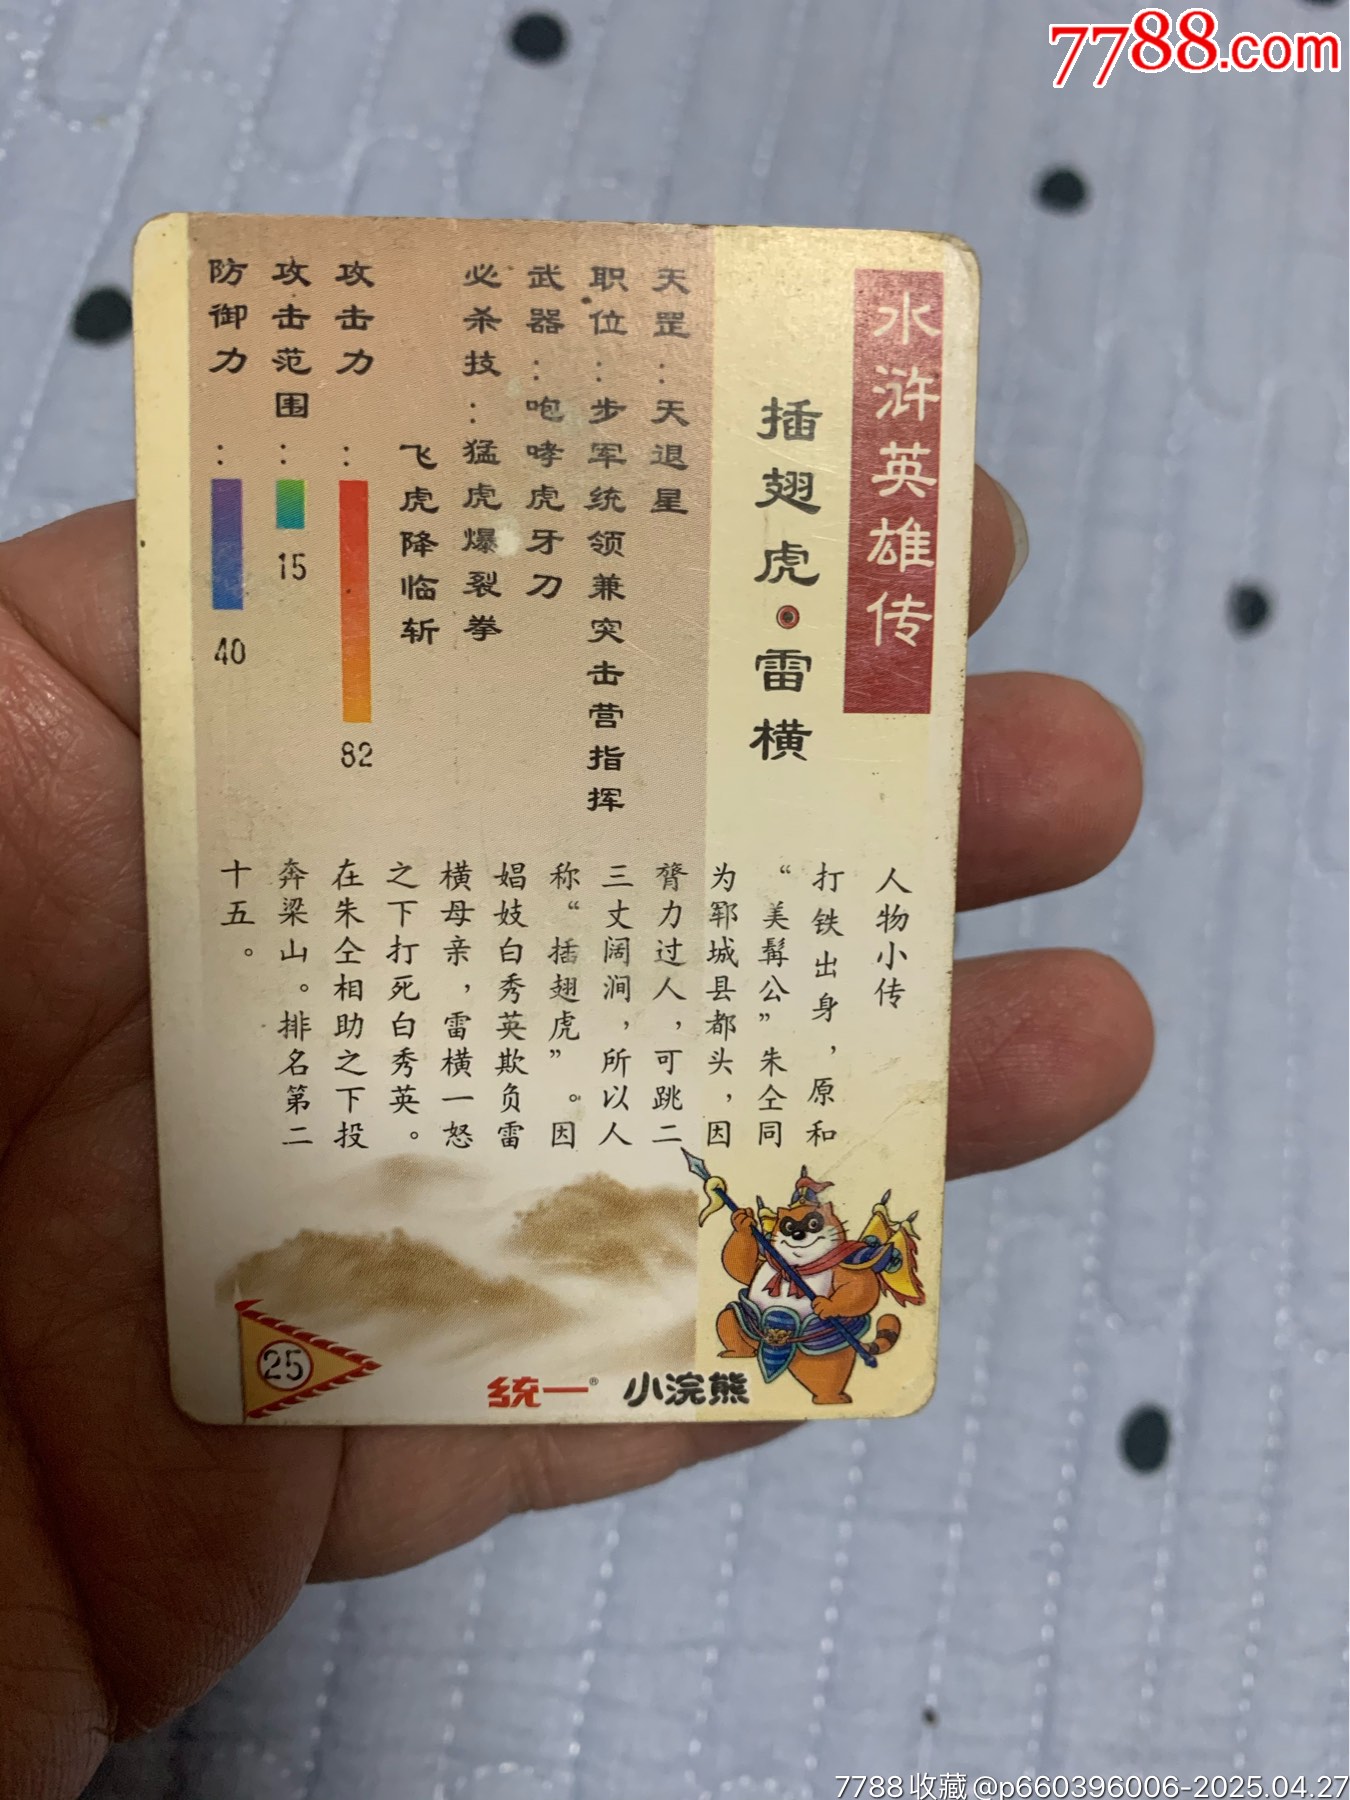 7788.com
水浒英雄传
插翅虎·雷横
天罡：天退星
职位：步军统领兼突击营指挥
武器：咆哮虎牙刀
必杀技：猛虎爆裂拳
飞虎降临斩
攻击力：82
攻击范围：15
防御力：40
人物小传
打铁出身，原和
“美髯公”朱仝同
为郓城县都头，因
膂力过人，可跳二
三丈阔涧，所以人
称“插翅虎”。因
娼妓白秀英欺负雷
横母亲，雷横一怒
之下打死白秀英。
在朱仝相助之下投
奔梁山。排名第二
十五。
25
统一® 小浣熊
7788收藏@p660396006-2025.04.27